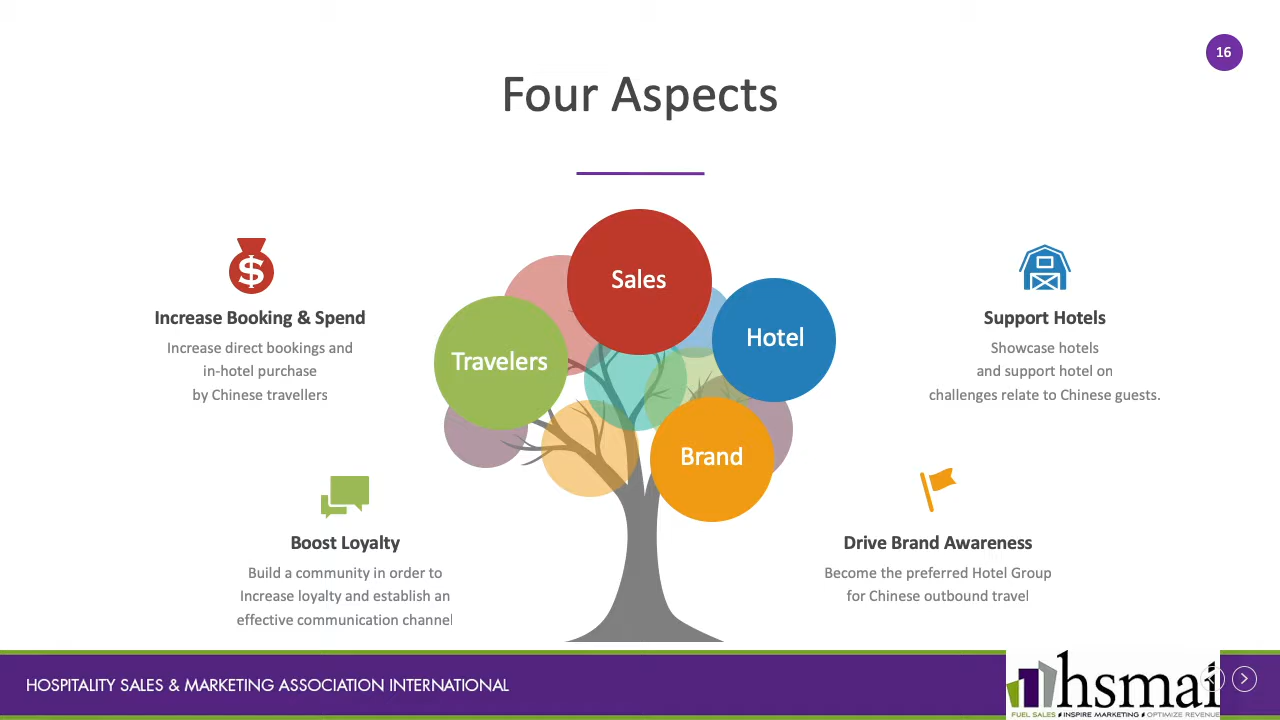 16
Four Aspects
Sales
Hotel
Travelers
Brand
$
Increase Booking & Spend
Increase direct bookings and
in-hotel purchase
by Chinese travellers
Support Hotels
Showcase hotels
and support hotel on
challenges relate to Chinese guests.
Boost Loyalty
Build a community in order to
Increase loyalty and establish an
effective communication channel
Drive Brand Awareness
Become the preferred Hotel Group
for Chinese outbound travel
HOSPITALITY SALES & MARKETING ASSOCIATION INTERNATIONAL
hsmai
FUEL SALES INSPIRE MARKETING OPTIMIZE REVENUE